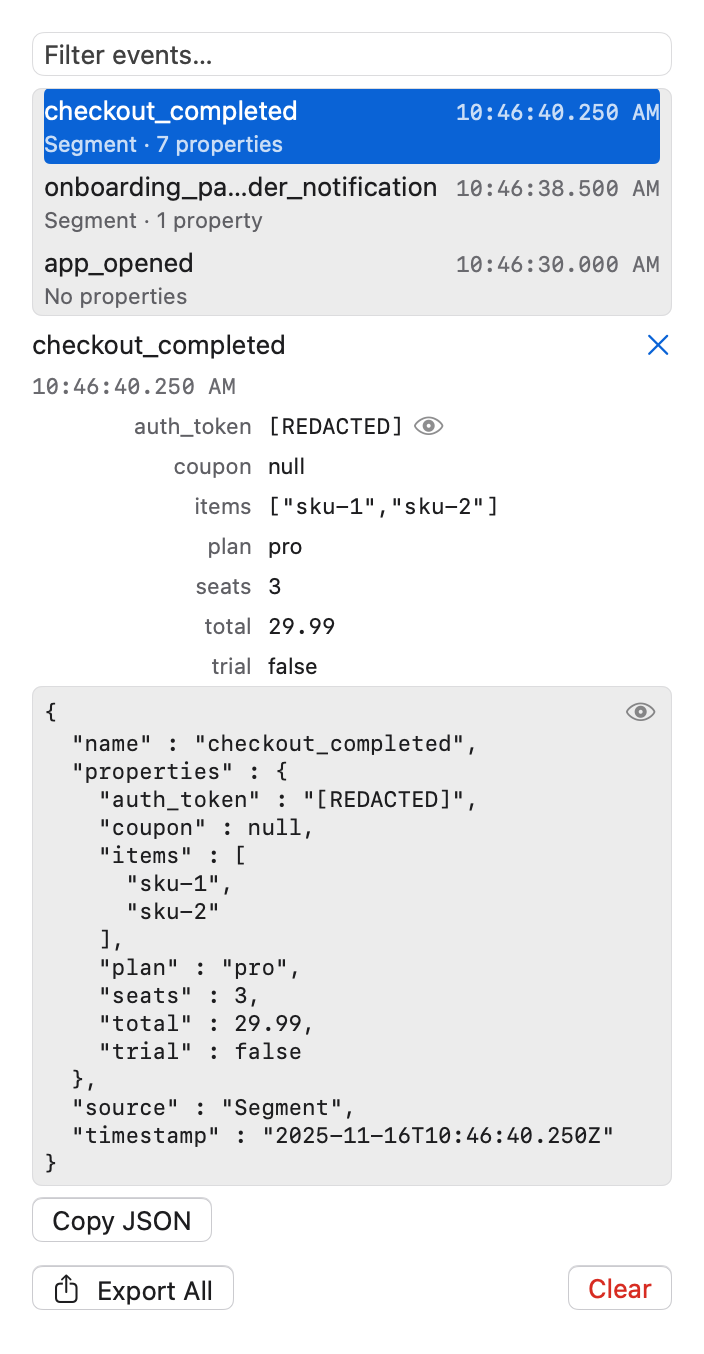 Filter events...
checkout_completed 10:46:40.250 AM
Segment · 7 properties
onboarding_pa...der_notification 10:46:38.500 AM
Segment · 1 property
app_opened 10:46:30.000 AM
No properties
checkout_completed
10:46:40.250 AM
auth_token [REDACTED]
coupon null
items ["sku-1","sku-2"]
plan pro
seats 3
total 29.99
trial false
{
  "name" : "checkout_completed",
  "properties" : {
    "auth_token" : "[REDACTED]",
    "coupon" : null,
    "items" : [
      "sku-1",
      "sku-2"
    ],
    "plan" : "pro",
    "seats" : 3,
    "total" : 29.99,
    "trial" : false
  },
  "source" : "Segment",
  "timestamp" : "2025-11-16T10:46:40.250Z"
}
Copy JSON
Export All
Clear